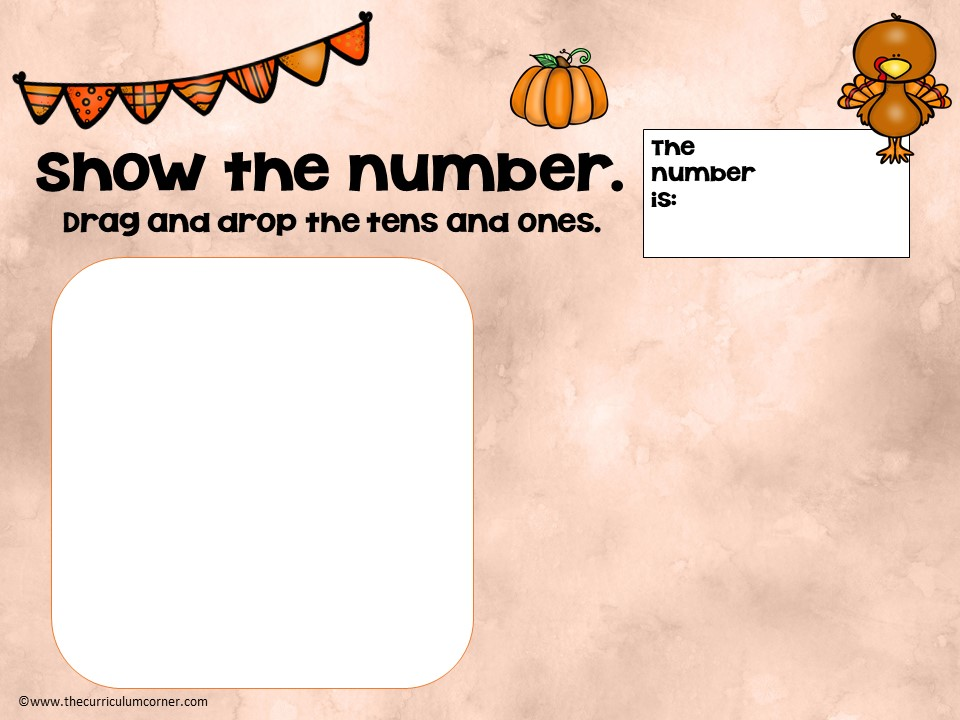 Show the number.
Drag and drop the tens and ones.
The
number
is:
©www.thecurriculumcorner.com